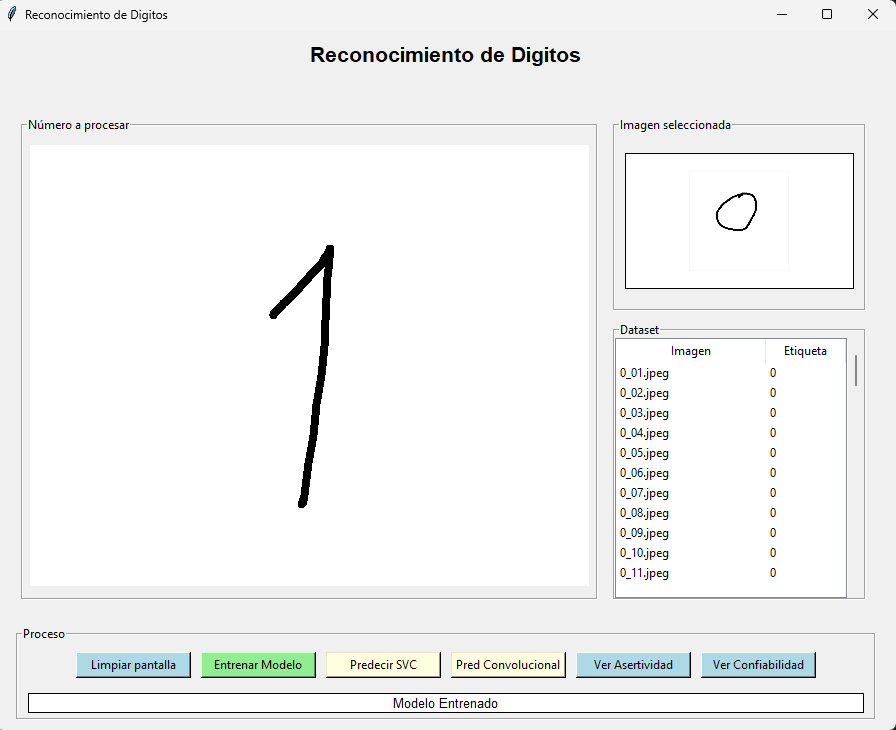 Reconocimiento de Digitos
Reconocimiento de Digitos
Número a procesar
1
Imagen seleccionada
0
Dataset
Imagen Etiqueta
0_01.jpeg 0
0_02.jpeg 0
0_03.jpeg 0
0_04.jpeg 0
0_05.jpeg 0
0_06.jpeg 0
0_07.jpeg 0
0_08.jpeg 0
0_09.jpeg 0
0_10.jpeg 0
0_11.jpeg 0
Proceso
Limpiar pantalla Entrenar Modelo Predecir SVC Pred Convolucional Ver Asertividad Ver Confiabilidad
Modelo Entrenado